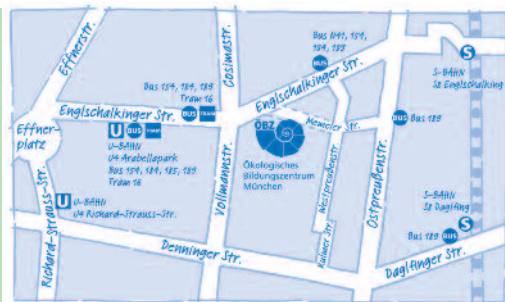 Effnerstr.
Cosimastr.
Bus N41, 154,
184, 189
BUS
S
S-BAHN
S8 Englschalking
Bus 154, 184, 189
Tram 16
Englschalkinger Str.
BUS TRAM
Englschalkinger Str.
Memeler Str.
BUS Bus 189
Effner-
platz
U BUS TRAM
U-BAHN
U4 Arabellapark
Bus 154, 184, 185, 189
Tram 16
ÖBZ
Ökologisches
Bildungszentrum
München
Vollmannstr.
Westpreußenstr.
Ostpreußenstr.
Richard-Strauss-Str.
U U-BAHN
U4 Richard-Strauss-Str.
S-BAHN
S8 Daglfing
S
Kulmer Str.
Bus 189 BUS
Denninger Str.
Daglfinger Str.